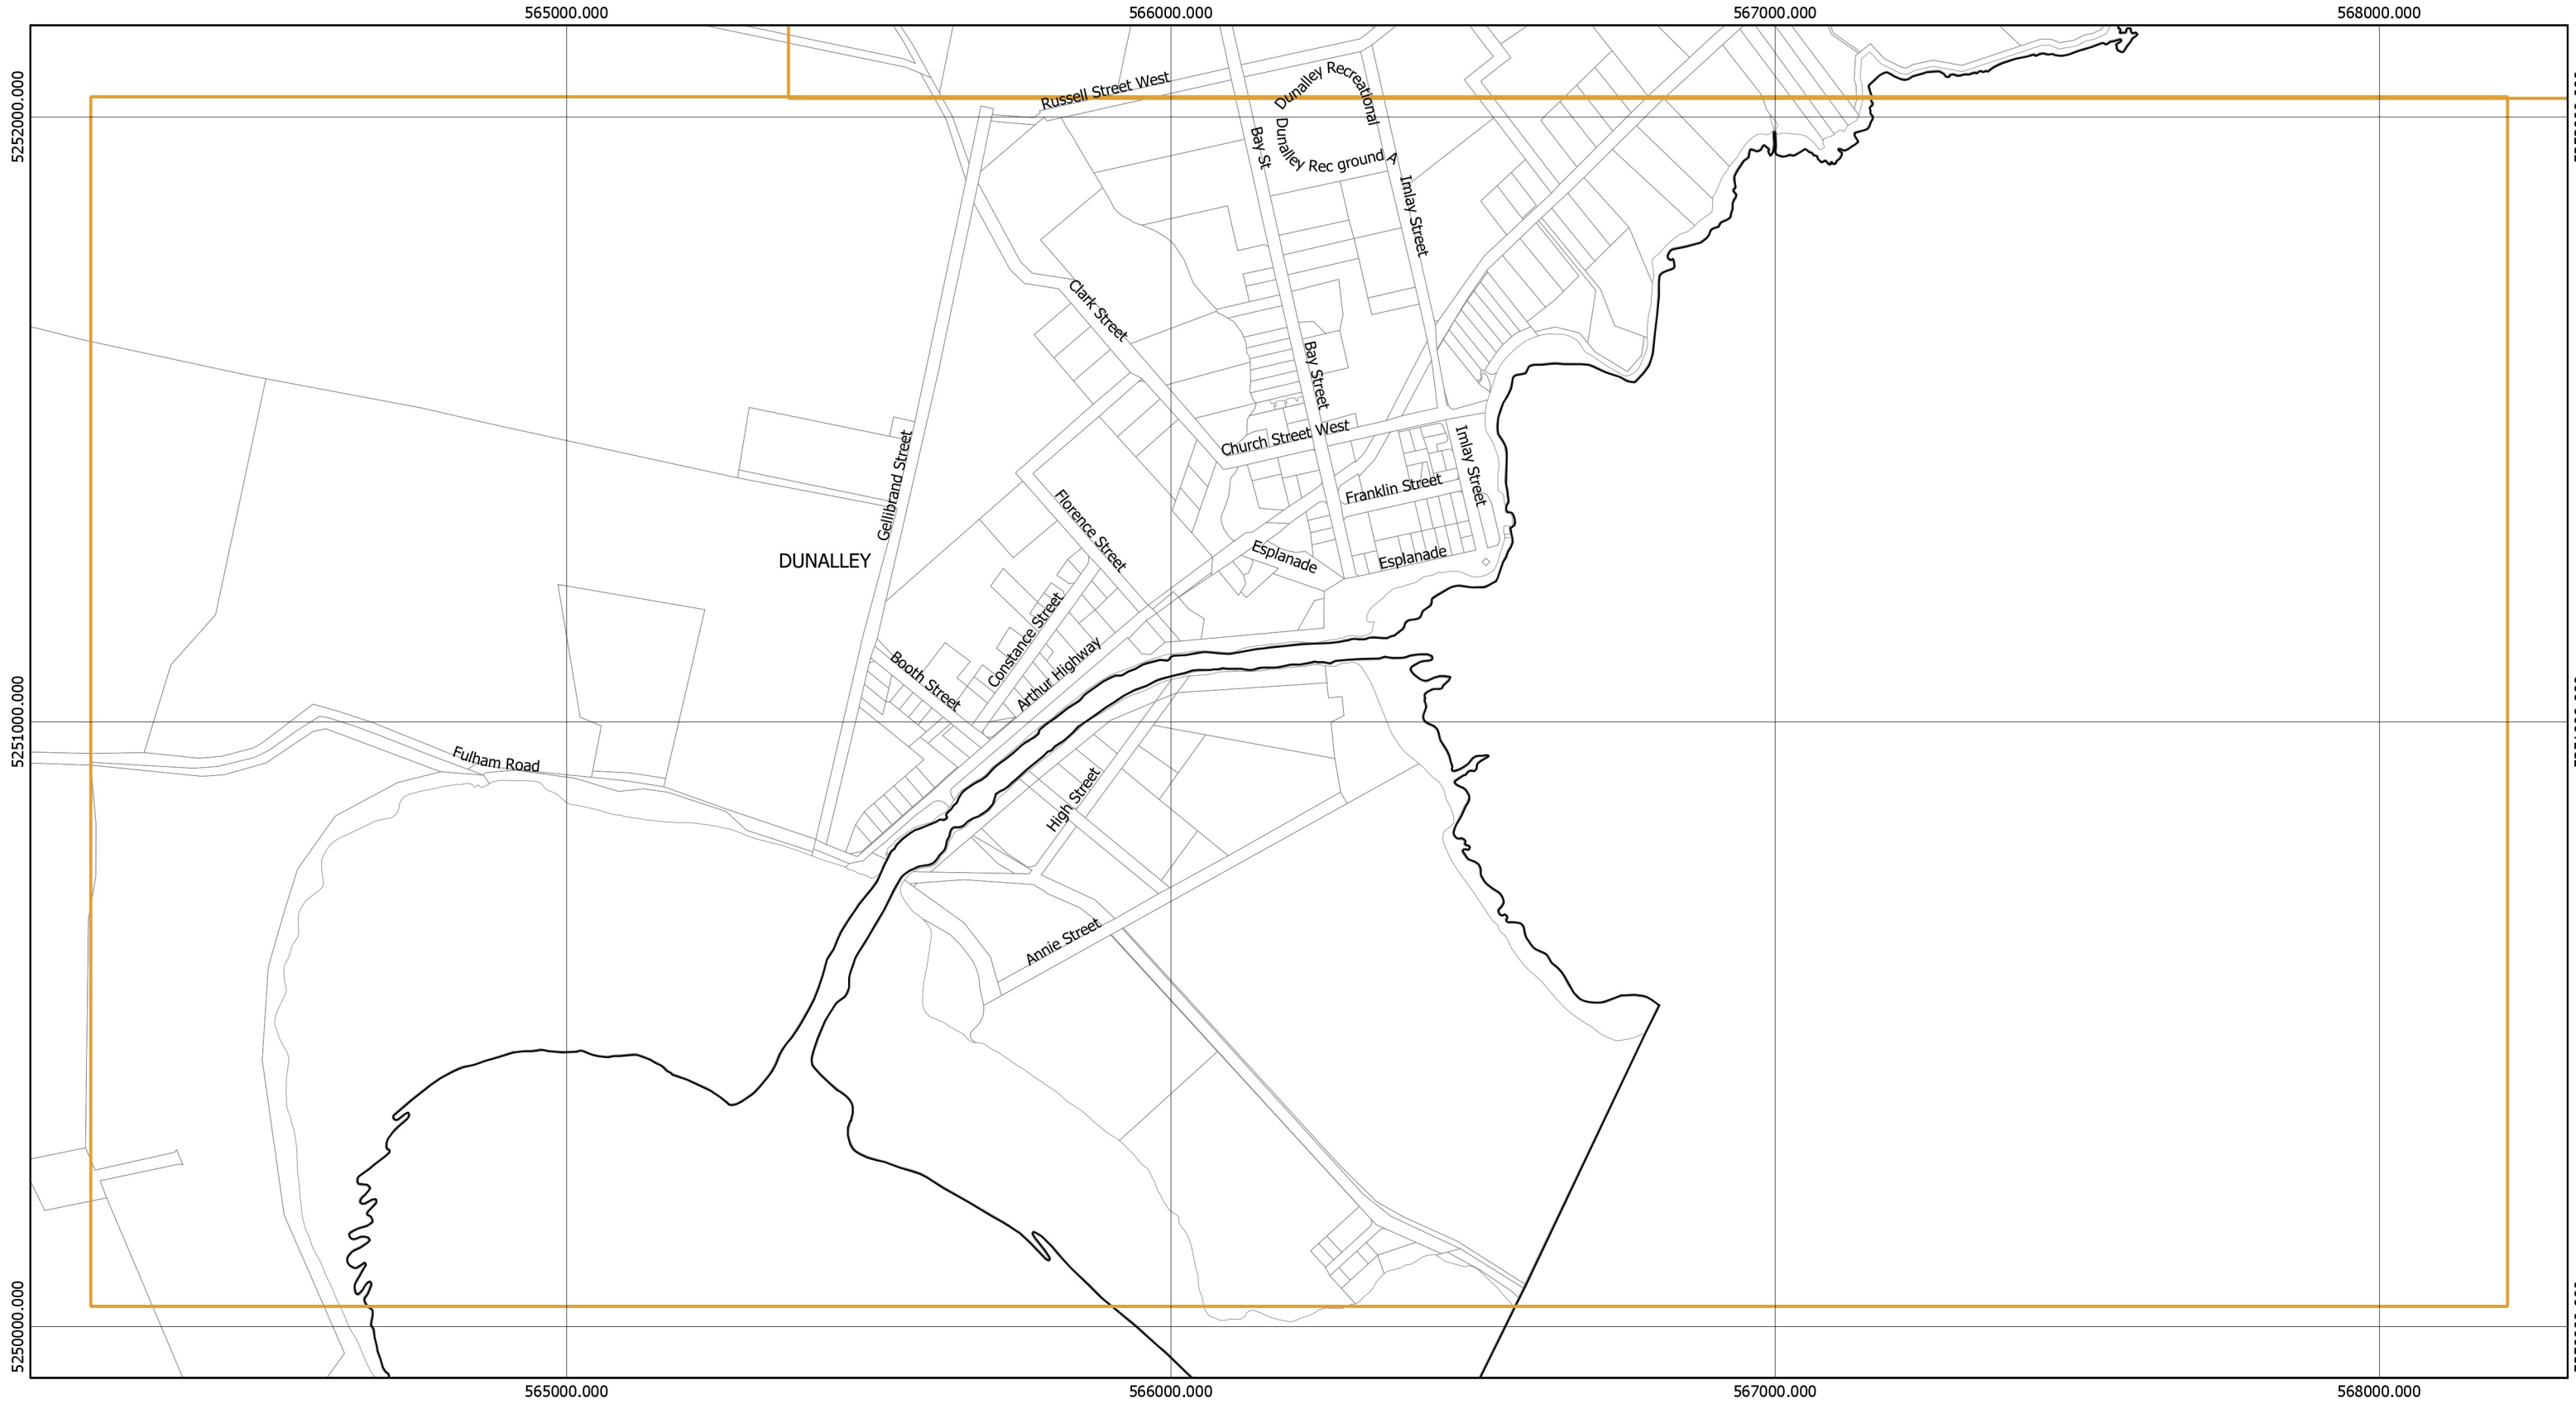 565000.000
566000.000
567000.000
568000.000
5252000.000
Russell Street West
Dunalley Recreational
Dunalley Rec ground A
Bay St
Imlay Street
Clark Street
Bay Street
Church Street West
Imlay Street
Gellibrand Street
Franklin Street
Florence Street
Esplanade
Esplanade
DUNALLEY
Constance Street
Booth Street
Arthur Highway
5251000.000
Fulham Road
High Street
Annie Street
5250000.000
565000.000
566000.000
567000.000
568000.000